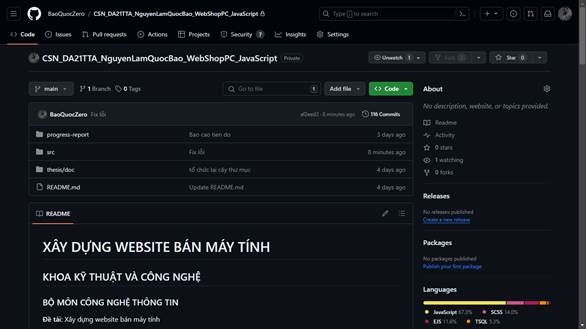 BaoQuocZero / CSN_DA21TTA_NguyenLamQuocBao_WebShopPC_JavaScript
Type / to search
Code Issues Pull requests Actions Projects Security 7 Insights Settings
CSN_DA21TTA_NguyenLamQuocBao_WebShopPC_JavaScript Private
Unwatch 1 Fork 0 Star 0
main 1 Branch 0 Tags Go to file t Add file Code
BaoQuocZero Fix lỗi 8 minutes ago 116 Commits
progress-report Bao cao tien do 3 days ago
src Fix lỗi 8 minutes ago
thesis/doc tổ chức lại cây thư mục 4 days ago
README.md Update README.md 4 days ago
README
XÂY DỰNG WEBSITE BÁN MÁY TÍNH
KHOA KỸ THUẬT VÀ CÔNG NGHỆ
BỘ MÔN CÔNG NGHỆ THÔNG TIN
Đề tài: Xây dựng website bán máy tính
About
No description, website, or topics provided.
Readme
Activity
0 stars
1 watching
0 forks
Releases
No releases published
Create a new release
Packages
No packages published
Publish your first package
Languages
JavaScript 67.3% SCSS 14.0%
EJS 11.6% TSQL 5.3%